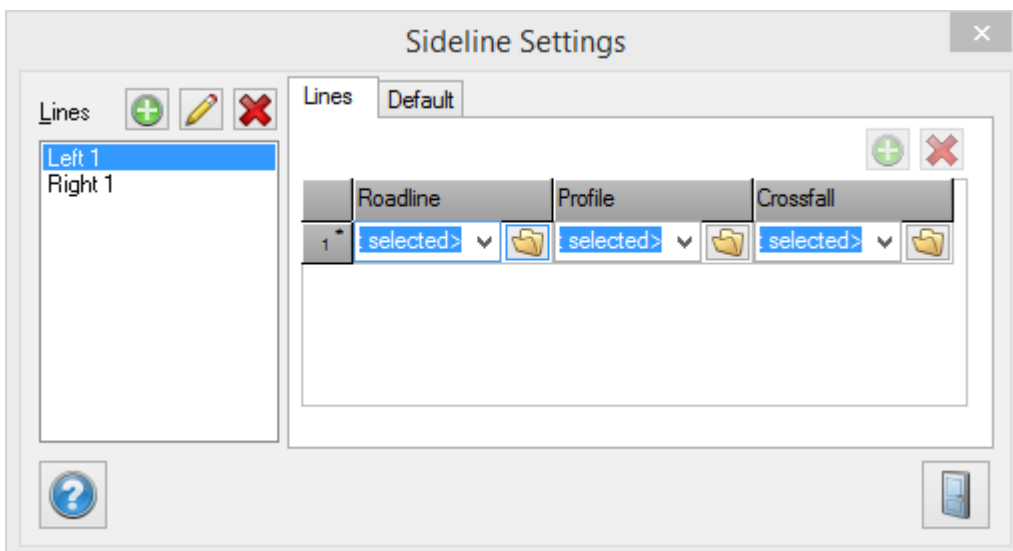 Sideline Settings
Lines
Left 1
Right 1
Lines Default
Roadline Profile Crossfall
1 * selected> selected> selected>